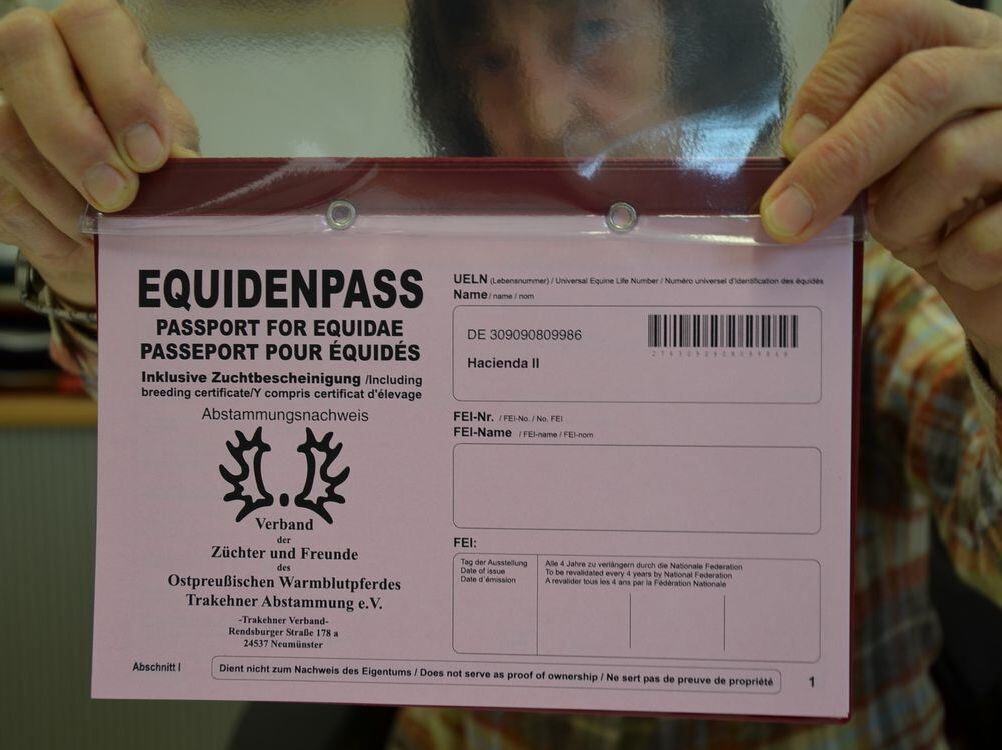 EQUIDENPASS
PASSPORT FOR EQUIDAE
PASSEPORT POUR ÉQUIDÉS
Inklusive Zuchtbescheinigung /Including
breeding certificate/Y compris certificat d'élevage
Abstammungsnachweis
Verband
der
Züchter und Freunde
des
Ostpreußischen Warmblutpferdes
Trakehner Abstammung e.V.
-Trakehner Verband-
Rendsburger Straße 178 a
24537 Neumünster
Abschnitt I
UELN (Lebensnummer) / Universal Equine Life Number / Numéro universel d'identification des équidés
Name / name / nom
DE 309090809986
Hacienda II
FEI-Nr. / FEI-No. / No. FEI
FEI-Name / FEI-name / FEI-nom
FEI:
Tag der Ausstellung
Date of issue
Date d´émission
Alle 4 Jahre zu verlängern durch die Nationale Federation
To be revalidated every 4 years by National Federation
A revalider tous les 4 ans par la Fédération Nationale
Dient nicht zum Nachweis des Eigentums / Does not serve as proof of ownership / Ne sert pas de preuve de propriété
1